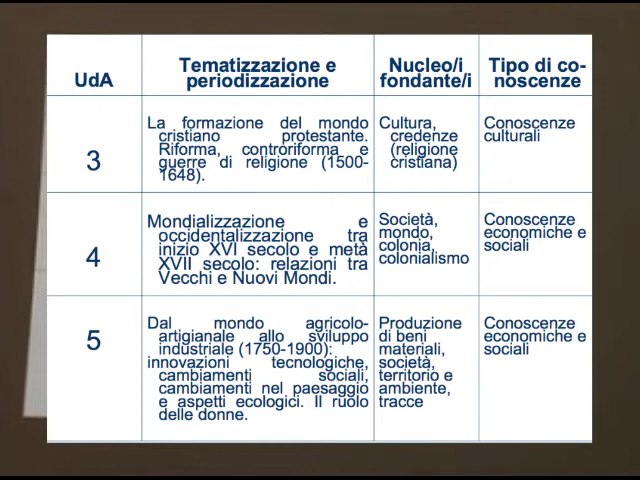 UdA
Tematizzazione e
periodizzazione
Nucleo/i
fondante/i
Tipo di co-
noscenze
3
La formazione del mondo
cristiano protestante.
Riforma, controriforma e
guerre di religione (1500-
1648).
Cultura,
credenze
(religione
cristiana)
Conoscenze
culturali
4
Mondializzazione e
occidentalizzazione tra
inizio XVI secolo e metà
XVII secolo: relazioni tra
Vecchi e Nuovi Mondi.
Società,
mondo,
colonia,
colonialismo
Conoscenze
economiche e
sociali
5
Dal mondo agricolo-
artigianale allo sviluppo
industriale (1750-1900):
innovazioni tecnologiche,
cambiamenti sociali,
cambiamenti nel paesaggio
e aspetti ecologici. Il ruolo
delle donne.
Produzione
di beni
materiali,
società,
territorio e
ambiente,
tracce
Conoscenze
economiche e
sociali